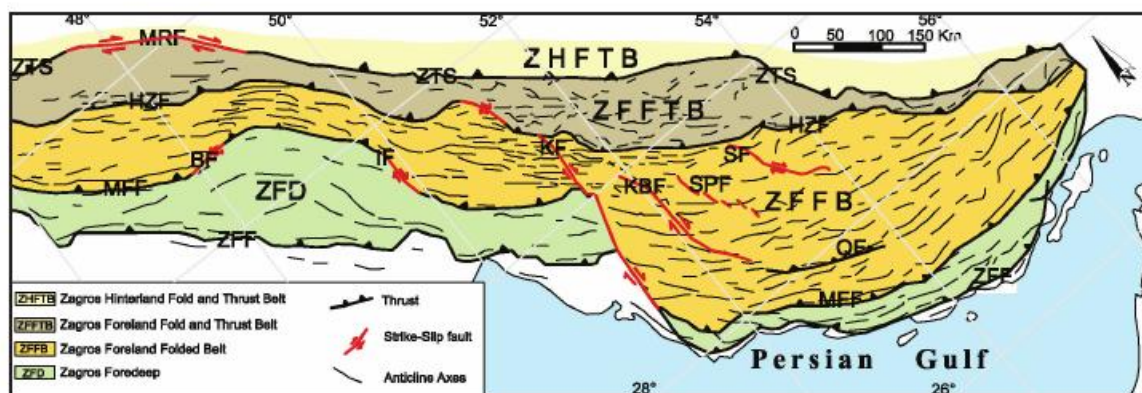 48° 50° 52° 54° 56°
MRF
0 50 100 150 Km
ZTS ZTS ZHFTB ZTS
N
HZF ZFFTB HZF
BF IF KF SF
MFF ZFD KBF SPF ZFFB
ZFF QF
MFF ZFF
ZHFTB Zagros Hinterland Fold and Thrust Belt
ZFFTB Zagros Foreland Fold and Thrust Belt
ZFFB Zagros Foreland Folded Belt
ZFD Zagros Foredeep
Thrust
Strike-Slip fault
Anticline Axes
Persian Gulf
28° 26°